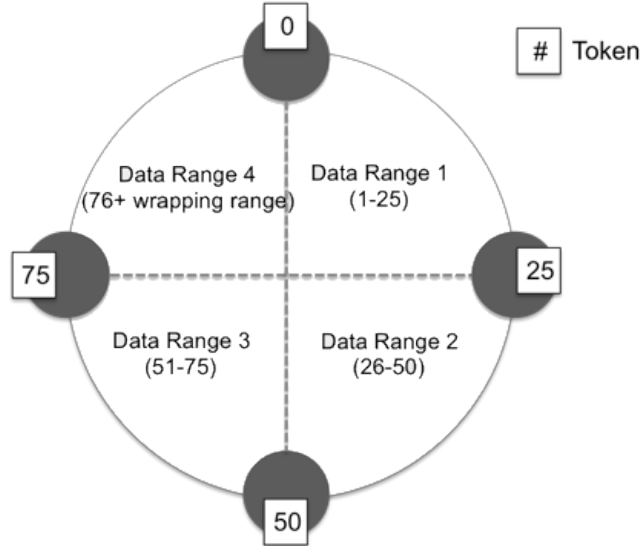 0
# Token
Data Range 4
(76+ wrapping range)
Data Range 1
(1-25)
75
25
Data Range 3
(51-75)
Data Range 2
(26-50)
50